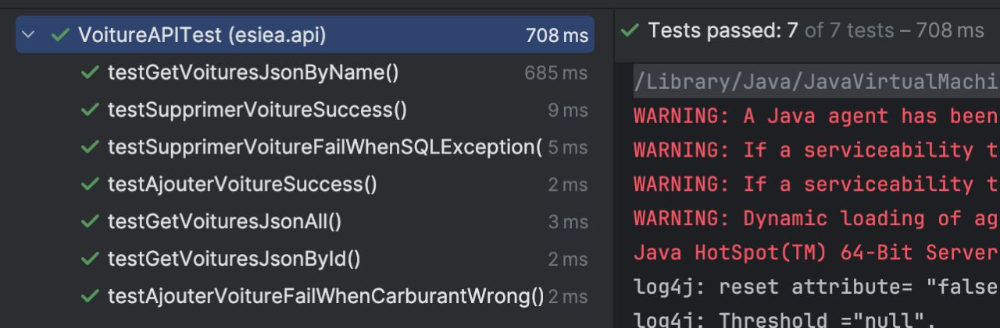 VoitureAPITest (esiea.api) 708 ms
testGetVoituresJsonByName() 685 ms
testSupprimerVoitureSuccess() 9 ms
testSupprimerVoitureFailWhenSQLException( 5 ms
testAjouterVoitureSuccess() 2 ms
testGetVoituresJsonAll() 3 ms
testGetVoituresJsonById() 2 ms
testAjouterVoitureFailWhenCarburantWrong() 2 ms
Tests passed: 7 of 7 tests – 708 ms
/Library/Java/JavaVirtualMachi
WARNING: A Java agent has been
WARNING: If a serviceability t
WARNING: If a serviceability t
WARNING: Dynamic loading of ag
Java HotSpot(TM) 64-Bit Server
log4j: reset attribute= "false
log4j: Threshold ="null".